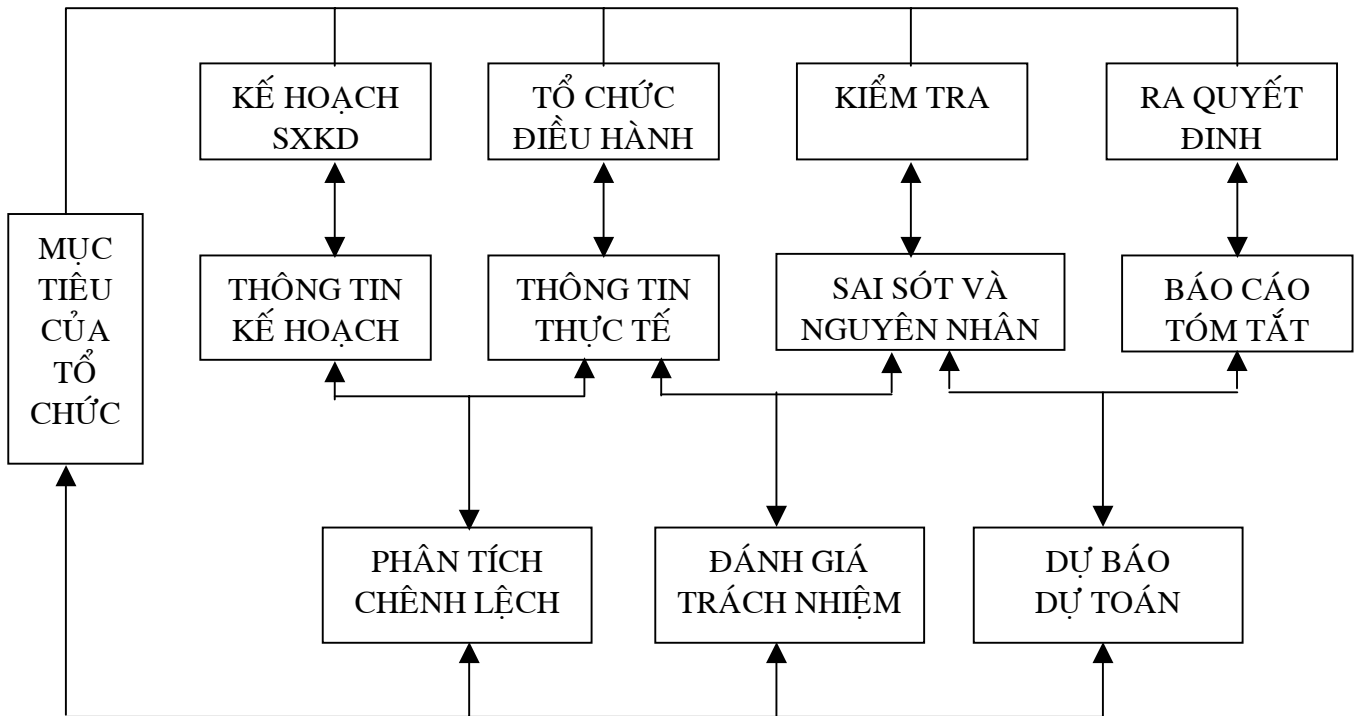 KẾ HOẠCH
SXKD
TỔ CHỨC
ĐIỀU HÀNH
KIỂM TRA
RA QUYẾT
ĐINH
MỤC
TIÊU
CỦA
TỔ
CHỨC
THÔNG TIN
KẾ HOẠCH
THÔNG TIN
THỰC TẾ
SAI SÓT VÀ
NGUYÊN NHÂN
BÁO CÁO
TÓM TẮT
PHÂN TÍCH
CHÊNH LỆCH
ĐÁNH GIÁ
TRÁCH NHIỆM
DỰ BÁO
DỰ TOÁN